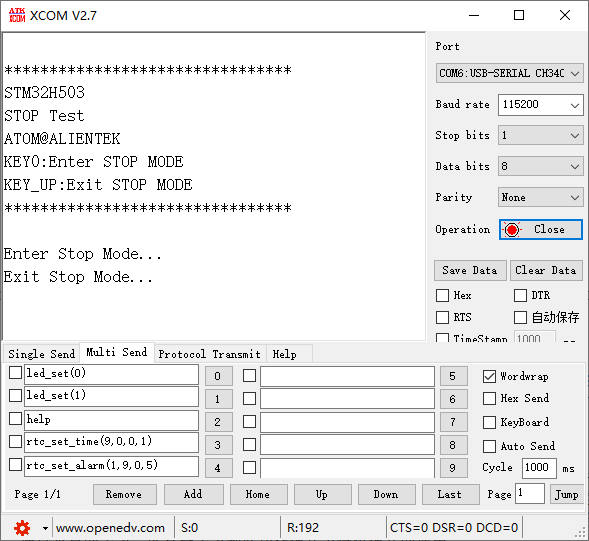 ATK XCOM XCOM V2.7
********************************
STM32H503
STOP Test
ATOM@ALIENTEK
KEY0:Enter STOP MODE
KEY_UP:Exit STOP MODE
********************************
Enter Stop Mode...
Exit Stop Mode...
Port
COM6:USB-SERIAL CH340
Baud rate 115200
Stop bits 1
Data bits 8
Parity None
Operation Close
Save Data Clear Data
Hex DTR
RTS 自动保存
TimeStamp 1000
Single Send Multi Send Protocol Transmit Help
led_set(0) 0 5 Wordwrap
led_set(1) 1 6 Hex Send
help 2 7 KeyBoard
rtc_set_time(9,0,0,1) 3 8 Auto Send
rtc_set_alarm(1,9,0,5) 4 9 Cycle 1000 ms
Page 1/1 Remove Add Home Up Down Last Page 1 Jump
www.openedv.com S:0 R:192 CTS=0 DSR=0 DCD=0